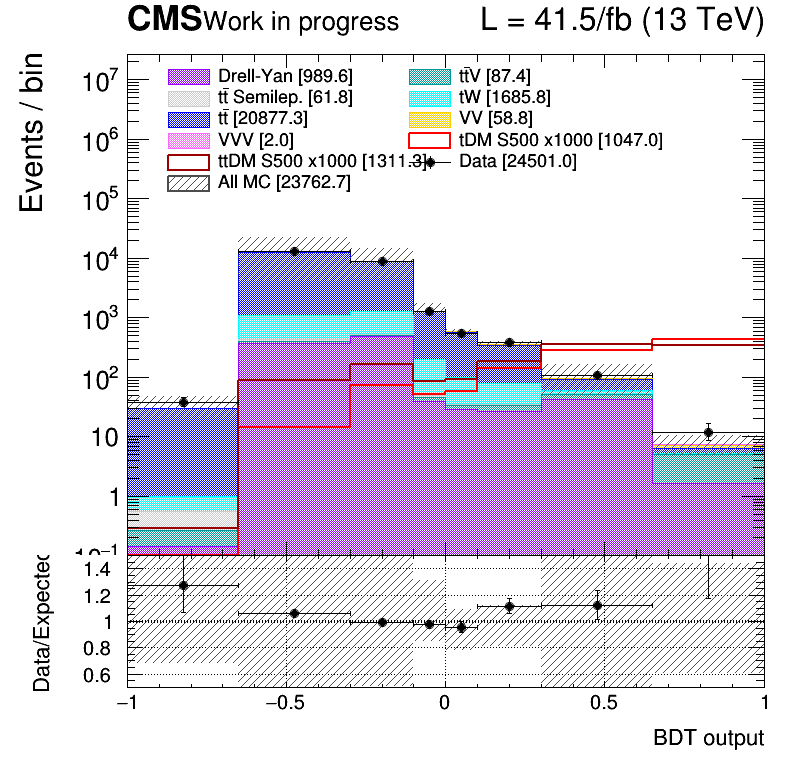 CMS Work in progress L = 41.5/fb (13 TeV)
Events / bin
10⁷
10⁶
10⁵
10⁴
10³
10²
10
1
10⁻¹
Drell-Yan [989.6] tt̄V [87.4]
tt̄ Semilep. [61.8] tW [1685.8]
tt̄ [20877.3] VV [58.8]
VVV [2.0] tDM S500 x1000 [1047.0]
ttDM S500 x1000 [1311.3] Data [24501.0]
All MC [23762.7]
Data/Expected
1.4
1.2
1
0.8
0.6
−1 −0.5 0 0.5 1
BDT output